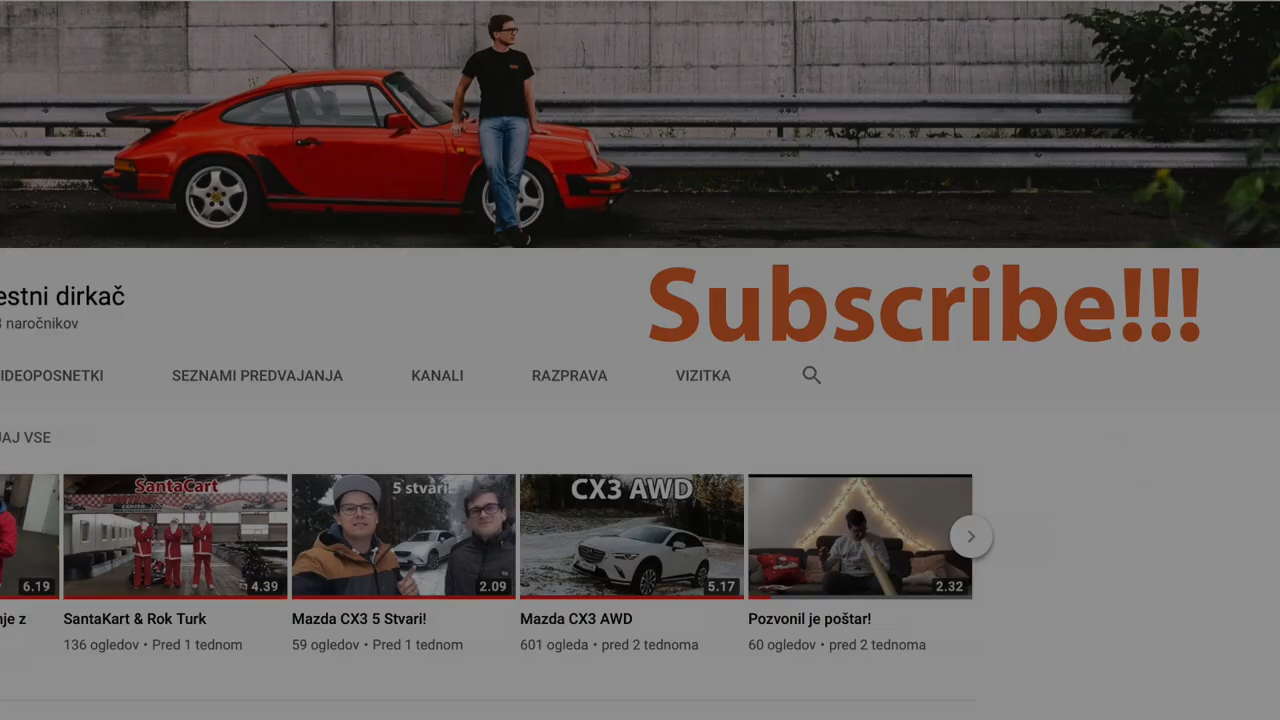 estni dirkač
naročnikov
Subscribe!!!
IDEOPOSNETKI SEZNAMI PREDVAJANJA KANALI RAZPRAVA VIZITKA
JAJ VSE
SantaCart
5 stvari!
CX3 AWD
6.19 4.39 2.09 5.17 2.32
nje z SantaKart & Rok Turk Mazda CX3 5 Stvari! Mazda CX3 AWD Pozvonil je poštar!
136 ogledov • Pred 1 tednom 59 ogledov • Pred 1 tednom 601 ogleda • pred 2 tednoma 60 ogledov • pred 2 tednoma